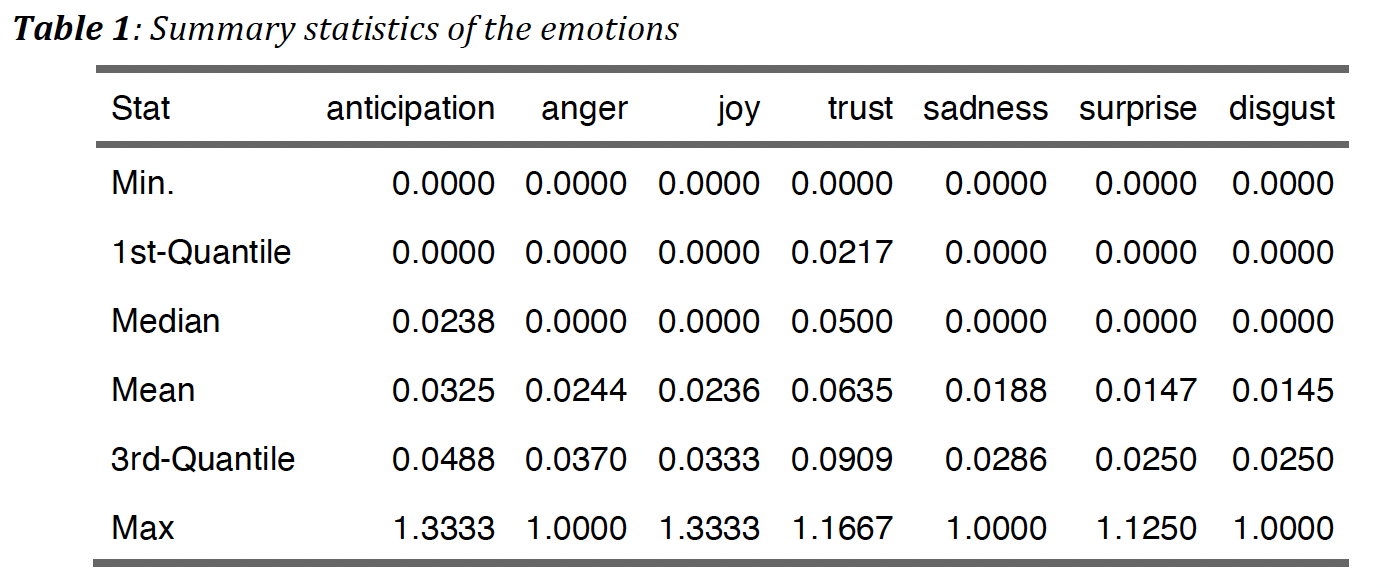 Table 1: Summary statistics of the emotions
Stat anticipation anger joy trust sadness surprise disgust
Min. 0.0000 0.0000 0.0000 0.0000 0.0000 0.0000 0.0000
1st-Quantile 0.0000 0.0000 0.0000 0.0217 0.0000 0.0000 0.0000
Median 0.0238 0.0000 0.0000 0.0500 0.0000 0.0000 0.0000
Mean 0.0325 0.0244 0.0236 0.0635 0.0188 0.0147 0.0145
3rd-Quantile 0.0488 0.0370 0.0333 0.0909 0.0286 0.0250 0.0250
Max 1.3333 1.0000 1.3333 1.1667 1.0000 1.1250 1.0000